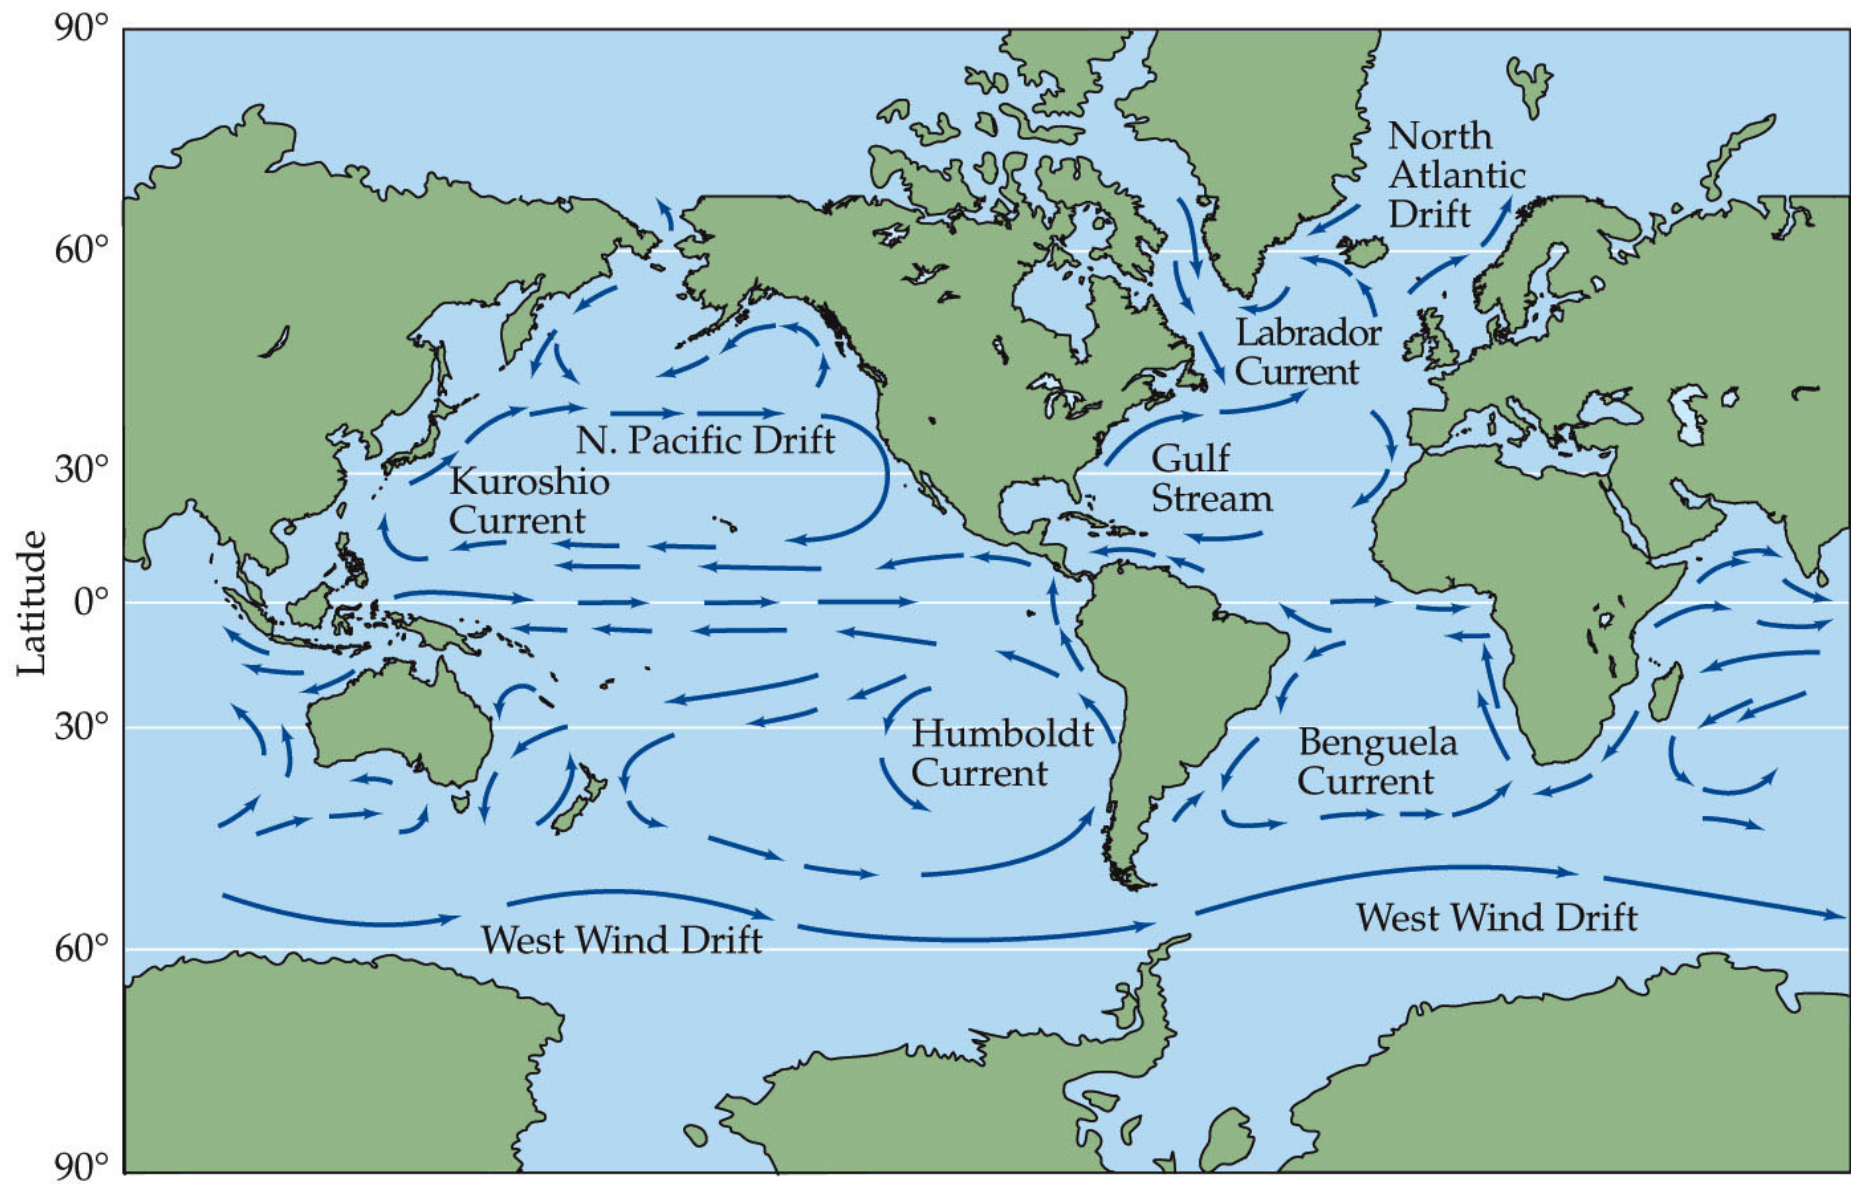 90°
North
Atlantic
Drift
60°
Labrador
Current
N. Pacific Drift
30°
Kuroshio
Current
Gulf
Stream
Latitude
0°
30°
Humboldt
Current
Benguela
Current
West Wind Drift
West Wind Drift
60°
90°